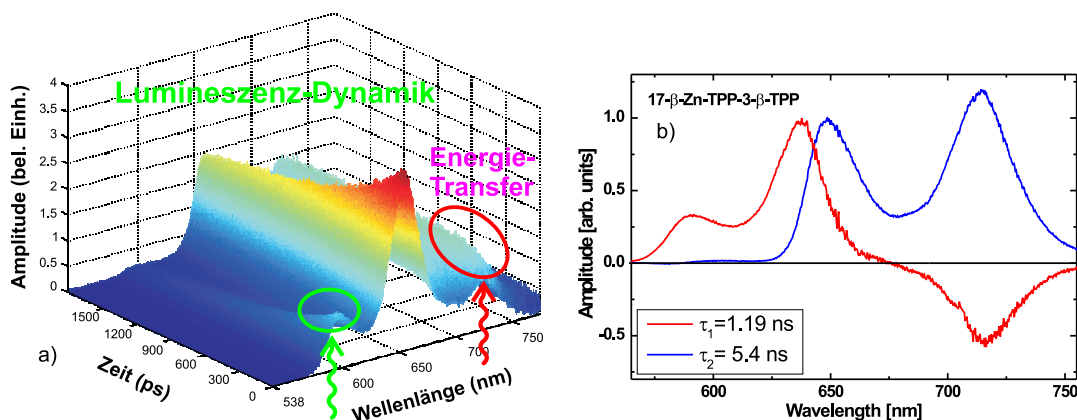 Lumineszenz-Dynamik
Energie-
Transfer
Amplitude (bel. Einh.)
4
3.5
3
2.5
2
1.5
1
0.5
0
a)
1500
1200
900
600
300
0
Zeit (ps)
538
600
650
700
750
Wellenlänge (nm)
17-β-Zn-TPP-3-β-TPP
b)
Amplitude [arb. units]
1.0
0.5
0.0
-0.5
τ1=1.19 ns
τ2= 5.4 ns
600
650
700
750
Wavelength [nm]